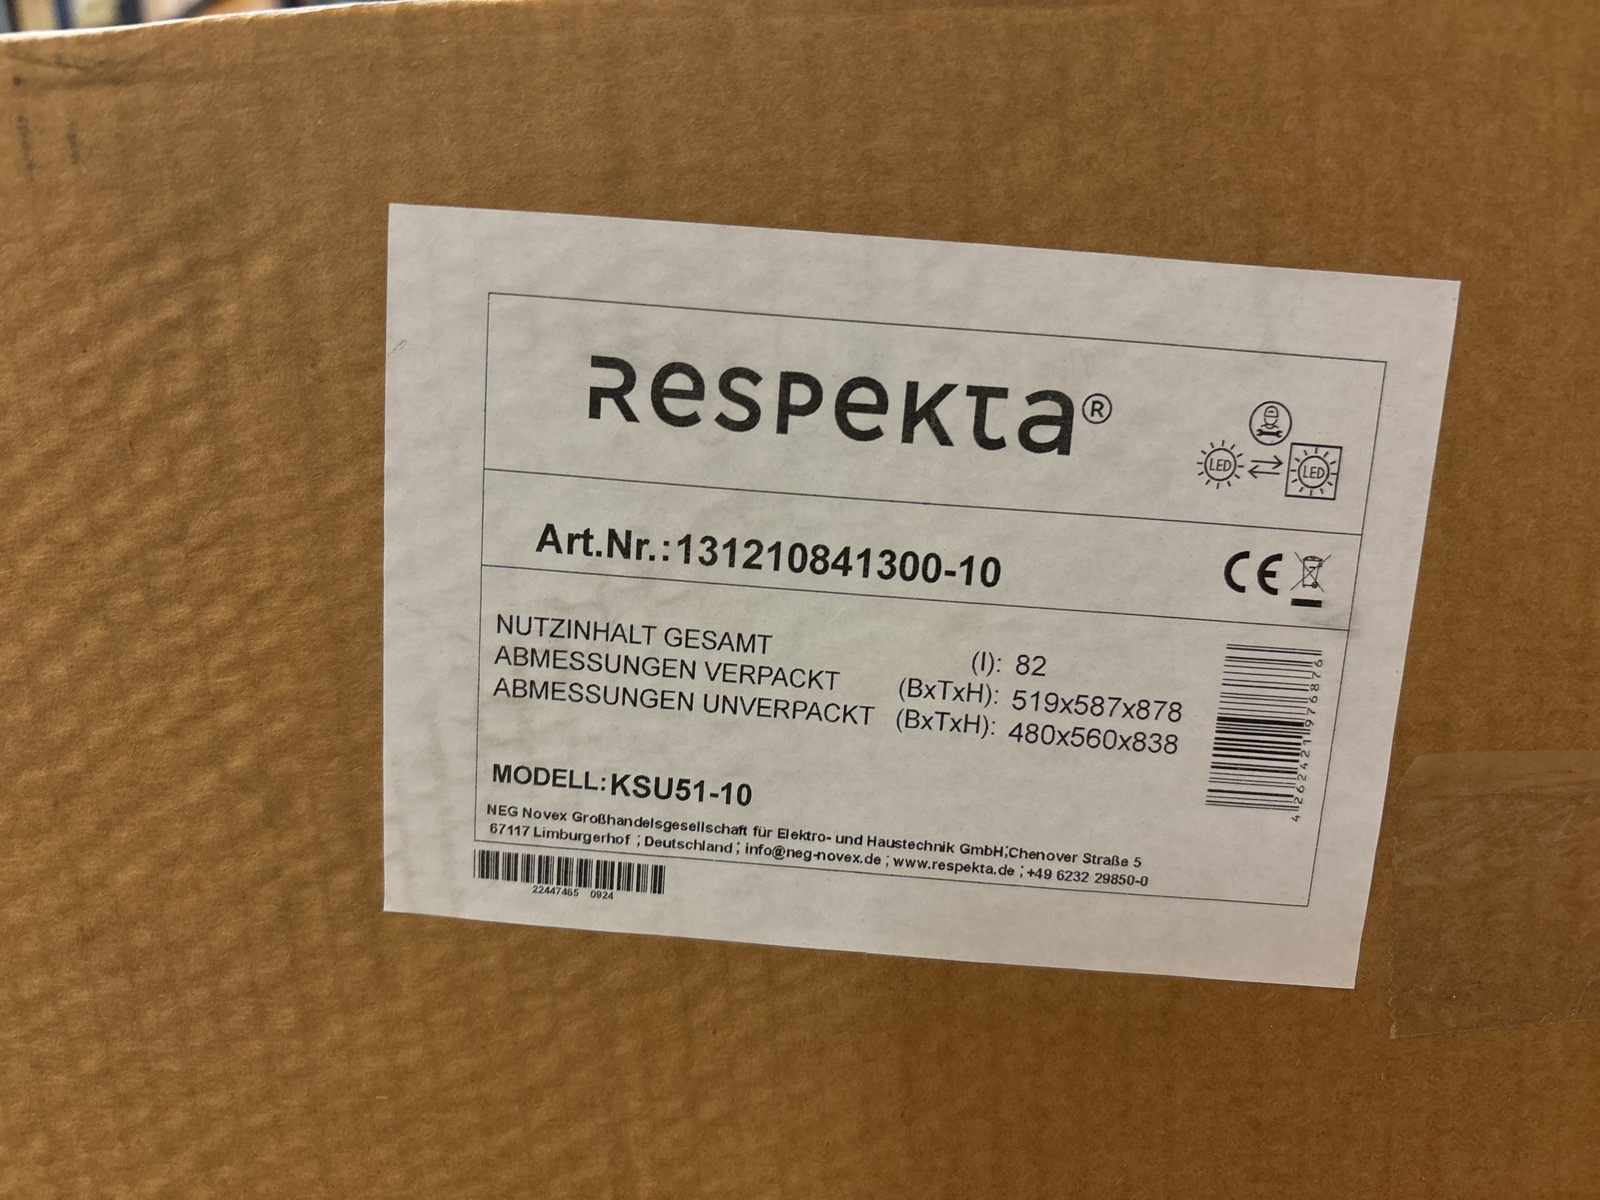 Respekta®
LED
LED
Art.Nr.:131210841300-10
CE
NUTZINHALT GESAMT (l): 82
ABMESSUNGEN VERPACKT (BxTxH): 519x587x878
ABMESSUNGEN UNVERPACKT (BxTxH): 480x560x838
4262421976876
MODELL:KSU51-10
NEG Novex Großhandelsgesellschaft für Elektro- und Haustechnik GmbH;Chenover Straße 5
67117 Limburgerhof ; Deutschland ; info@neg-novex.de ; www.respekta.de ; +49 6232 29850-0
22447465 0924